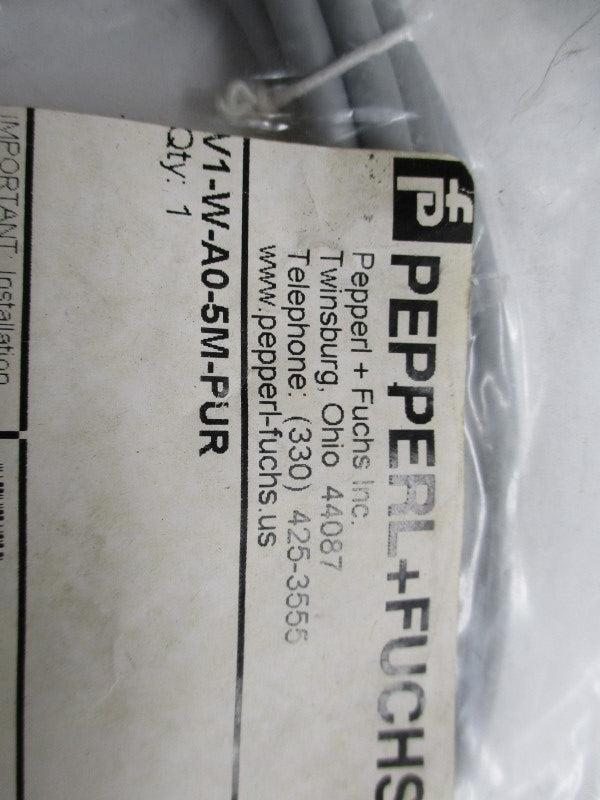 PEPPERL+FUCHS
Pepperl + Fuchs Inc.
Twinsburg, Ohio 44087
Telephone: (330) 425-3555
www.pepperl-fuchs.us
V1-W-A0-5M-PUR
Qty: 1
IMPORTANT: Installation